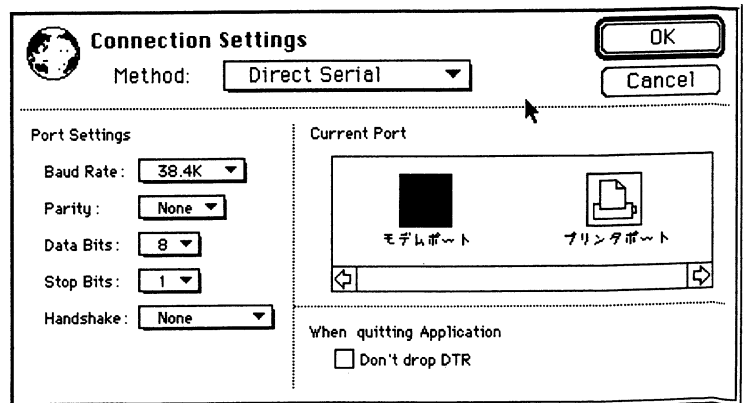 Connection Settings
OK
Method: Direct Serial
Cancel
Port Settings
Baud Rate: 38.4K
Parity: None
Data Bits: 8
Stop Bits: 1
Handshake: None
Current Port
モデムポート
プリンタポート
When quitting Application
Don't drop DTR